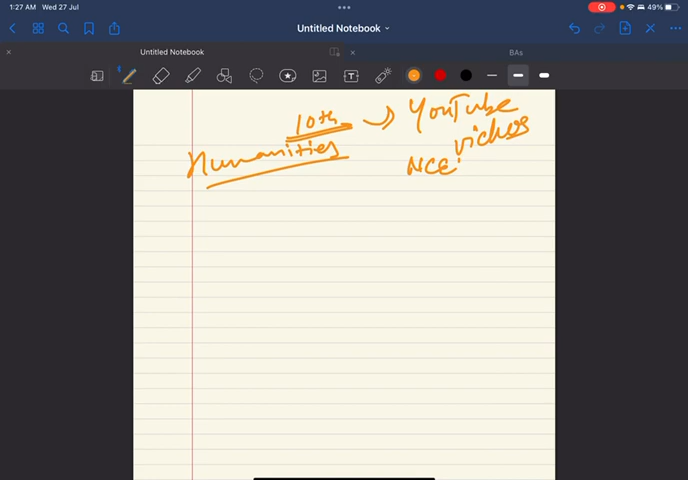 1:27 AM Wed 27 Jul
49%
Untitled Notebook
Untitled Notebook
BAs
10th → YouTube
videos
Humanities
NCE